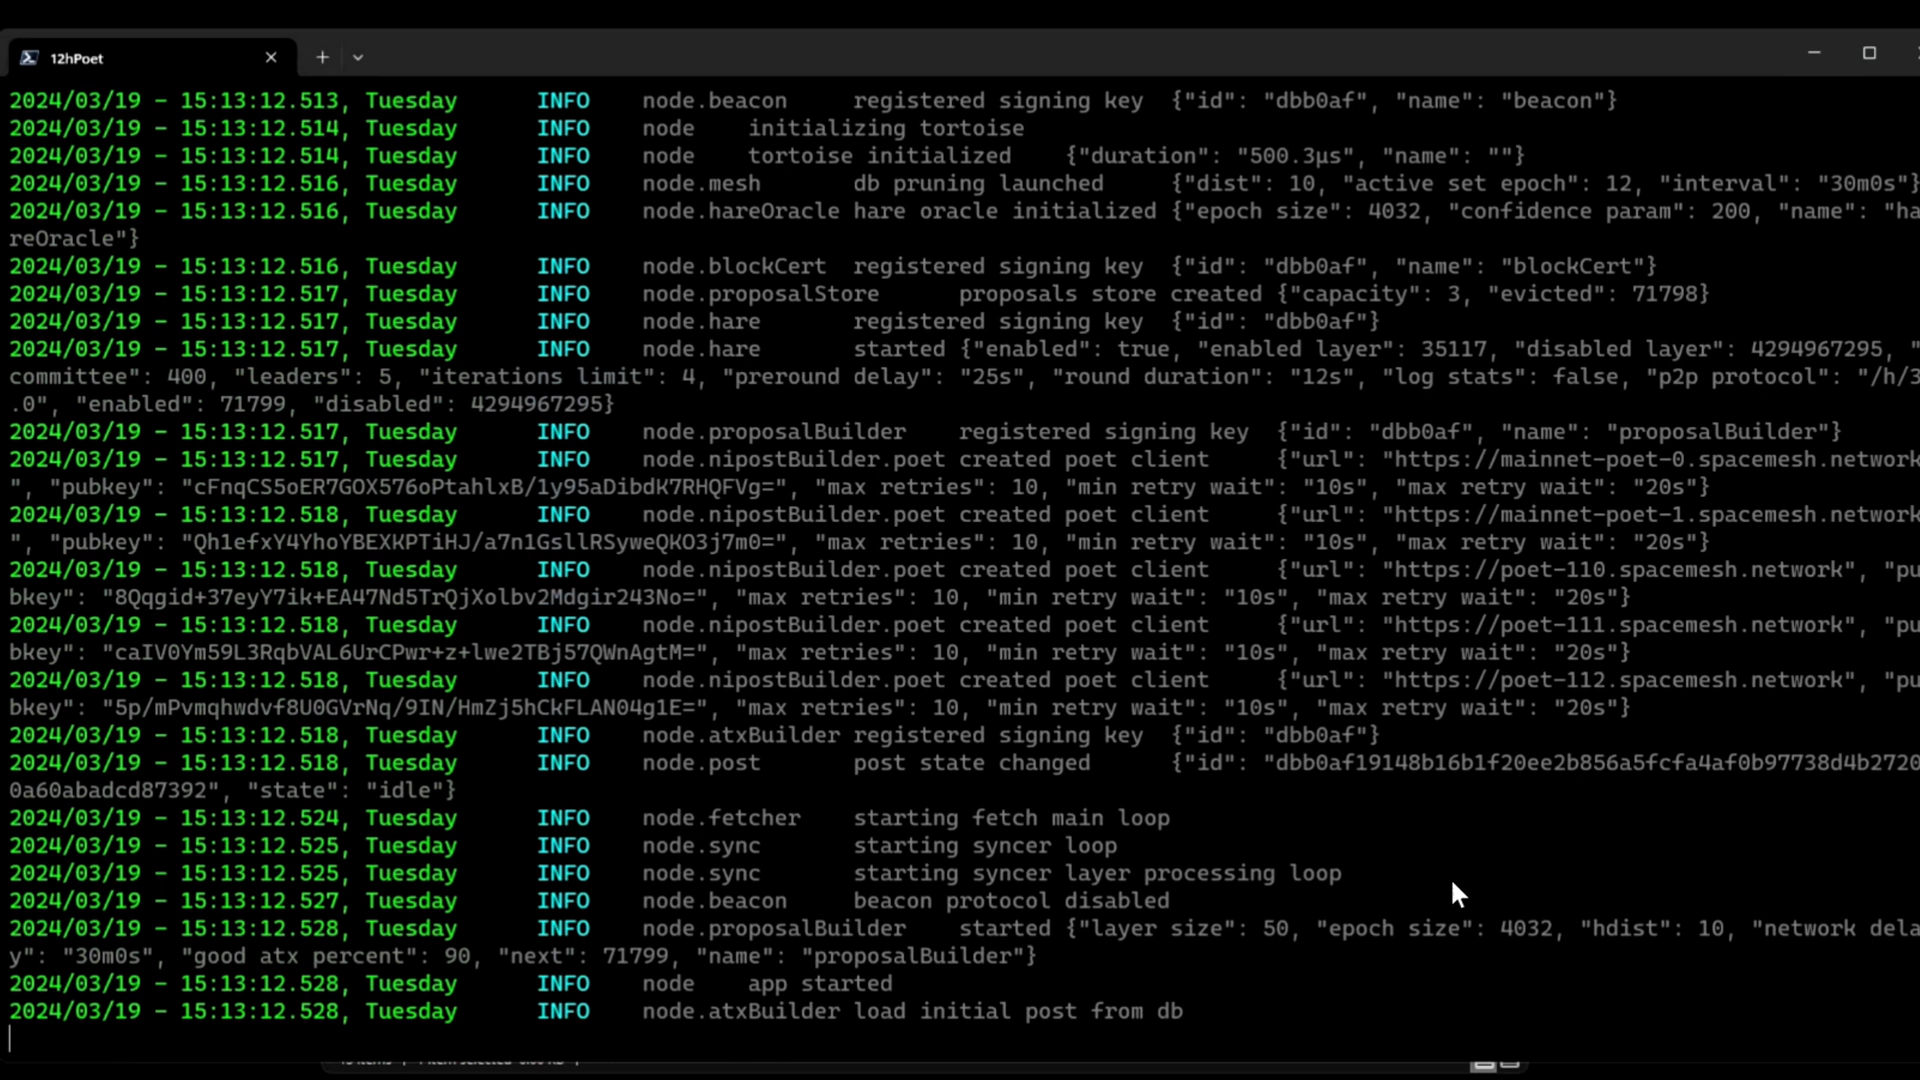 12hPoet
2024/03/19 - 15:13:12.513, Tuesday INFO node.beacon registered signing key {"id": "dbb0af", "name": "beacon"}
2024/03/19 - 15:13:12.514, Tuesday INFO node initializing tortoise
2024/03/19 - 15:13:12.514, Tuesday INFO node tortoise initialized {"duration": "500.3µs", "name": ""}
2024/03/19 - 15:13:12.516, Tuesday INFO node.mesh db pruning launched {"dist": 10, "active set epoch": 12, "interval": "30m0s"}
2024/03/19 - 15:13:12.516, Tuesday INFO node.hareOracle hare oracle initialized {"epoch size": 4032, "confidence param": 200, "name": "ha
reOracle"}
2024/03/19 - 15:13:12.516, Tuesday INFO node.blockCert registered signing key {"id": "dbb0af", "name": "blockCert"}
2024/03/19 - 15:13:12.517, Tuesday INFO node.proposalStore proposals store created {"capacity": 3, "evicted": 71798}
2024/03/19 - 15:13:12.517, Tuesday INFO node.hare registered signing key {"id": "dbb0af"}
2024/03/19 - 15:13:12.517, Tuesday INFO node.hare started {"enabled": true, "enabled layer": 35117, "disabled layer": 4294967295, "
committee": 400, "leaders": 5, "iterations limit": 4, "preround delay": "25s", "round duration": "12s", "log stats": false, "p2p protocol": "/h/3
.0", "enabled": 71799, "disabled": 4294967295}
2024/03/19 - 15:13:12.517, Tuesday INFO node.proposalBuilder registered signing key {"id": "dbb0af", "name": "proposalBuilder"}
2024/03/19 - 15:13:12.517, Tuesday INFO node.nipostBuilder.poet created poet client {"url": "https://mainnet-poet-0.spacemesh.network
", "pubkey": "cFnqCS5oER7GOX576oPtahlxB/1y95aDibdK7RHQFVg=", "max retries": 10, "min retry wait": "10s", "max retry wait": "20s"}
2024/03/19 - 15:13:12.518, Tuesday INFO node.nipostBuilder.poet created poet client {"url": "https://mainnet-poet-1.spacemesh.network
", "pubkey": "Qh1efxY4YhoYBEXKPTiHJ/a7n1GsllRSyweQKO3j7m0=", "max retries": 10, "min retry wait": "10s", "max retry wait": "20s"}
2024/03/19 - 15:13:12.518, Tuesday INFO node.nipostBuilder.poet created poet client {"url": "https://poet-110.spacemesh.network", "pu
bkey": "8Qqgid+37eyY7ik+EA47Nd5TrQjXolbv2Mdgir243No=", "max retries": 10, "min retry wait": "10s", "max retry wait": "20s"}
2024/03/19 - 15:13:12.518, Tuesday INFO node.nipostBuilder.poet created poet client {"url": "https://poet-111.spacemesh.network", "pu
bkey": "caIV0Ym59L3RqbVAL6UrCPwr+z+lwe2TBj57QWnAgtM=", "max retries": 10, "min retry wait": "10s", "max retry wait": "20s"}
2024/03/19 - 15:13:12.518, Tuesday INFO node.nipostBuilder.poet created poet client {"url": "https://poet-112.spacemesh.network", "pu
bkey": "5p/mPvmqhwdvf8U0GVrNq/9IN/HmZj5hCkFLAN04g1E=", "max retries": 10, "min retry wait": "10s", "max retry wait": "20s"}
2024/03/19 - 15:13:12.518, Tuesday INFO node.atxBuilder registered signing key {"id": "dbb0af"}
2024/03/19 - 15:13:12.518, Tuesday INFO node.post post state changed {"id": "dbb0af19148b16b1f20ee2b856a5fcfa4af0b97738d4b2720
0a60abadcd87392", "state": "idle"}
2024/03/19 - 15:13:12.524, Tuesday INFO node.fetcher starting fetch main loop
2024/03/19 - 15:13:12.525, Tuesday INFO node.sync starting syncer loop
2024/03/19 - 15:13:12.525, Tuesday INFO node.sync starting syncer layer processing loop
2024/03/19 - 15:13:12.527, Tuesday INFO node.beacon beacon protocol disabled
2024/03/19 - 15:13:12.528, Tuesday INFO node.proposalBuilder started {"layer size": 50, "epoch size": 4032, "hdist": 10, "network dela
y": "30m0s", "good atx percent": 90, "next": 71799, "name": "proposalBuilder"}
2024/03/19 - 15:13:12.528, Tuesday INFO node app started
2024/03/19 - 15:13:12.528, Tuesday INFO node.atxBuilder load initial post from db